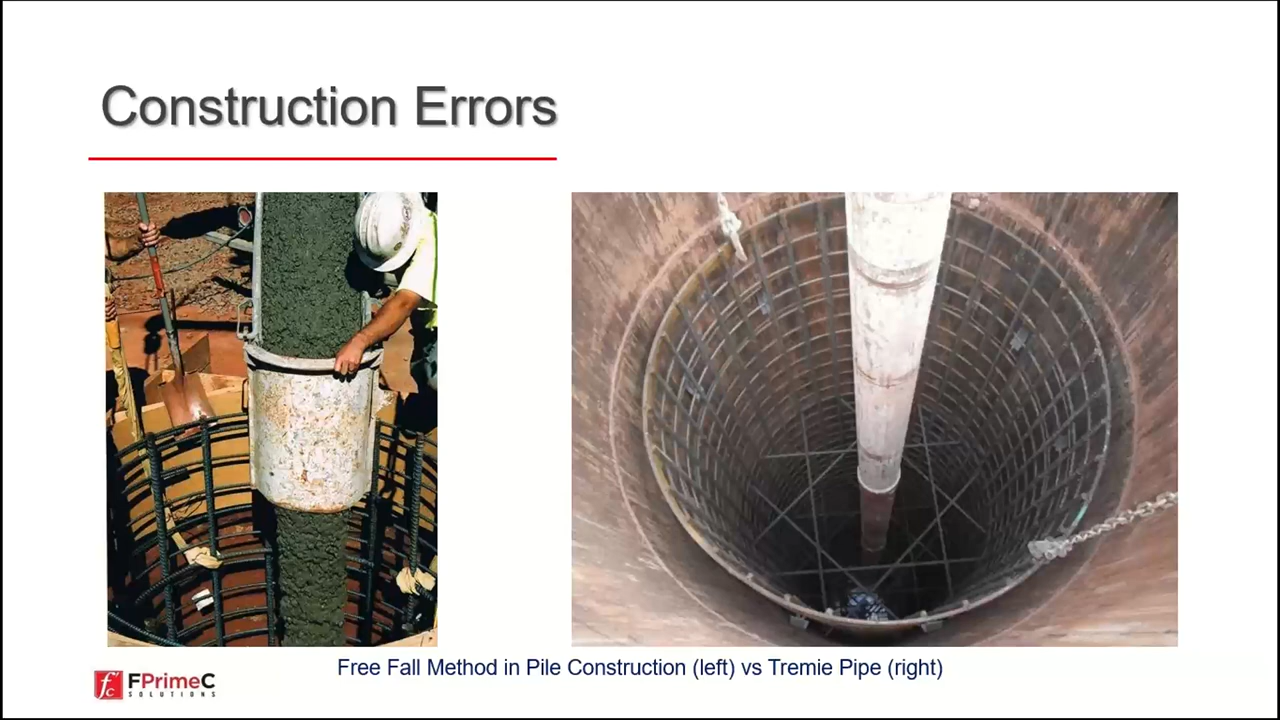 Construction Errors
Free Fall Method in Pile Construction (left) vs Tremie Pipe (right)
f'c FPrimeC
SOLUTIONS